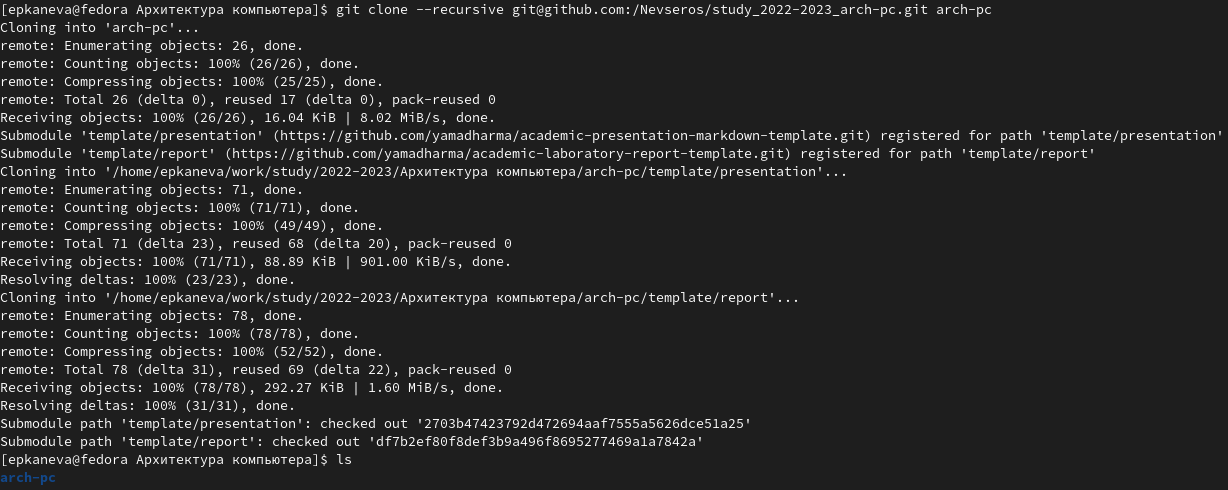 [epkaneva@fedora Архитектура компьютера]$ git clone --recursive git@github.com:/Nevseros/study_2022-2023_arch-pc.git arch-pc
Cloning into 'arch-pc'...
remote: Enumerating objects: 26, done.
remote: Counting objects: 100% (26/26), done.
remote: Compressing objects: 100% (25/25), done.
remote: Total 26 (delta 0), reused 17 (delta 0), pack-reused 0
Receiving objects: 100% (26/26), 16.04 KiB | 8.02 MiB/s, done.
Submodule 'template/presentation' (https://github.com/yamadharma/academic-presentation-markdown-template.git) registered for path 'template/presentation'
Submodule 'template/report' (https://github.com/yamadharma/academic-laboratory-report-template.git) registered for path 'template/report'
Cloning into '/home/epkaneva/work/study/2022-2023/Архитектура компьютера/arch-pc/template/presentation'...
remote: Enumerating objects: 71, done.
remote: Counting objects: 100% (71/71), done.
remote: Compressing objects: 100% (49/49), done.
remote: Total 71 (delta 23), reused 68 (delta 20), pack-reused 0
Receiving objects: 100% (71/71), 88.89 KiB | 901.00 KiB/s, done.
Resolving deltas: 100% (23/23), done.
Cloning into '/home/epkaneva/work/study/2022-2023/Архитектура компьютера/arch-pc/template/report'...
remote: Enumerating objects: 78, done.
remote: Counting objects: 100% (78/78), done.
remote: Compressing objects: 100% (52/52), done.
remote: Total 78 (delta 31), reused 69 (delta 22), pack-reused 0
Receiving objects: 100% (78/78), 292.27 KiB | 1.60 MiB/s, done.
Resolving deltas: 100% (31/31), done.
Submodule path 'template/presentation': checked out '2703b47423792d472694aaf7555a5626dce51a25'
Submodule path 'template/report': checked out 'df7b2ef80f8def3b9a496f8695277469a1a7842a'
[epkaneva@fedora Архитектура компьютера]$ ls
arch-pc